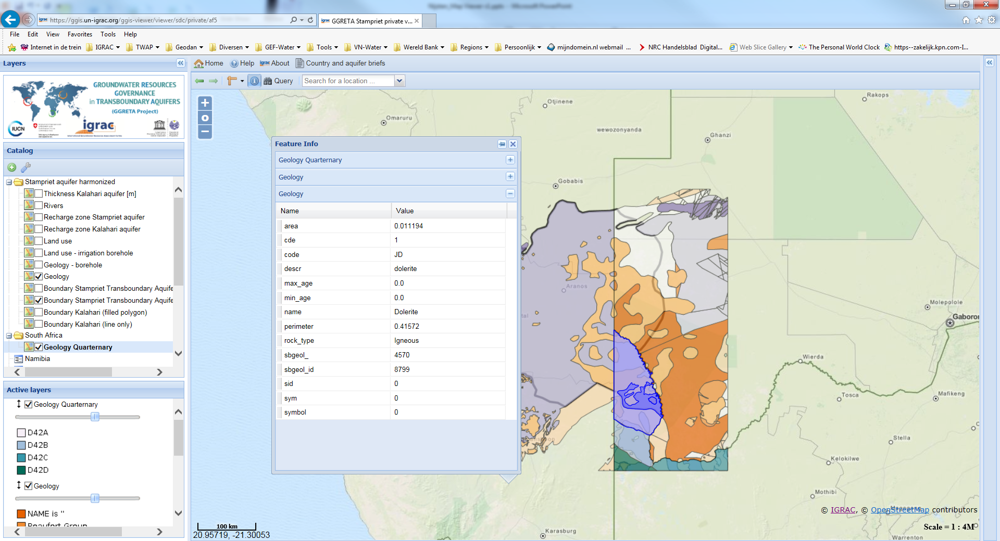 https://ggis.un-igrac.org/ggis-viewer/viewer/sdc/private/af5
igrac GGRETA Stampriet private v...
File Edit View Favorites Tools Help
Internet in de trein IGRAC TWAP Geodan Diversen GEF-Water Tools VN-Water Wereld Bank Regions Persoonlijk mijndomein.nl webmail ... NRC Handelsblad Digital... Web Slice Gallery The Personal World Clock https--zakelijk.kpn.com-I...
Layers
Home Help igrac About Country and aquifer briefs
Query Search for a location ...
GROUNDWATER RESOURCES
GOVERNANCE
in TRANSBOUNDARY AQUIFERS
(GGRETA Project)
IUCN
igrac
Catalog
Stampriet aquifer harmonized
Thickness Kalahari aquifer [m]
Rivers
Recharge zone Stampriet aquifer
Recharge zone Kalahari aquifer
Land use
Land use - irrigation borehole
Geology - borehole
Geology
Boundary Stampriet Transboundary Aquife
Boundary Stampriet Transboundary Aquife
Boundary Kalahari (filled polygon)
Boundary Kalahari (line only)
South Africa
Geology Quarternary
Namibia
Active layers
Geology Quarternary
D42A
D42B
D42C
D42D
Geology
NAME is ''
Beaufort Group
Feature Info
Geology Quarternary
Geology
Geology
Name Value
area 0.011194
cde 1
code JD
descr dolerite
max_age 0.0
min_age 0.0
name Dolerite
perimeter 0.41572
rock_type Igneous
sbgeol_ 4570
sbgeol_id 8799
sid 0
sym 0
symbol 0
Otjinene
Rakops
Omaruru
wewozonyanda
Ghanzi
Gobabis
Aranos
Molepolole
Gaboron
Wierda
Tosca
Mafikeng
Stella
Kelokilwe
Mothibi
Karasburg
Warrenton
© IGRAC, © OpenStreetMap contributors
Scale = 1 : 4M
100 km
20.95719, -21.30053